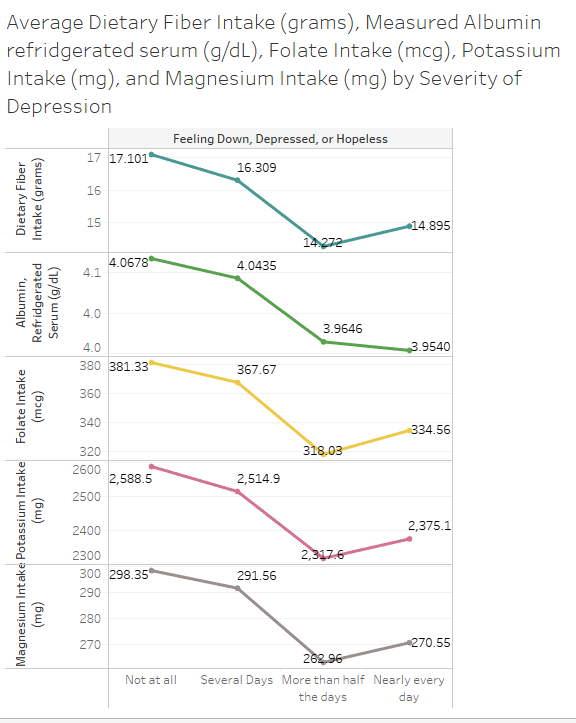 Average Dietary Fiber Intake (grams), Measured Albumin
refridgerated serum (g/dL), Folate Intake (mcg), Potassium
Intake (mg), and Magnesium Intake (mg) by Severity of
Depression
Feeling Down, Depressed, or Hopeless
Dietary Fiber
Intake (grams)
17
16
15
17.101
16.309
14.272
14.895
Albumin,
Refridgerated
Serum (g/dL)
4.1
4.0
4.0
4.0678
4.0435
3.9646
3.9540
Folate Intake
(mcg)
380
360
340
320
381.33
367.67
318.03
334.56
Potassium Intake
(mg)
2600
2500
2400
2300
2,588.5
2,514.9
2,317.6
2,375.1
Magnesium Intake
(mg)
300
290
280
270
298.35
291.56
262.96
270.55
Not at all
Several Days
More than half
the days
Nearly every
day